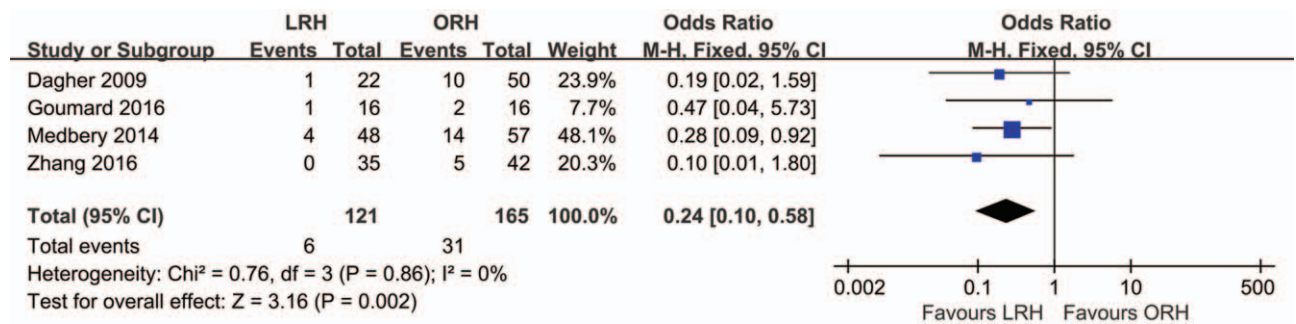 LRH ORH Odds Ratio Odds Ratio
Study or Subgroup Events Total Events Total Weight M-H, Fixed, 95% CI M-H, Fixed, 95% CI
Dagher 2009 1 22 10 50 23.9% 0.19 [0.02, 1.59]
Goumard 2016 1 16 2 16 7.7% 0.47 [0.04, 5.73]
Medbery 2014 4 48 14 57 48.1% 0.28 [0.09, 0.92]
Zhang 2016 0 35 5 42 20.3% 0.10 [0.01, 1.80]
Total (95% CI) 121 165 100.0% 0.24 [0.10, 0.58]
Total events 6 31
Heterogeneity: Chi² = 0.76, df = 3 (P = 0.86); I² = 0%
Test for overall effect: Z = 3.16 (P = 0.002)
0.002 0.1 1 10 500
Favours LRH Favours ORH